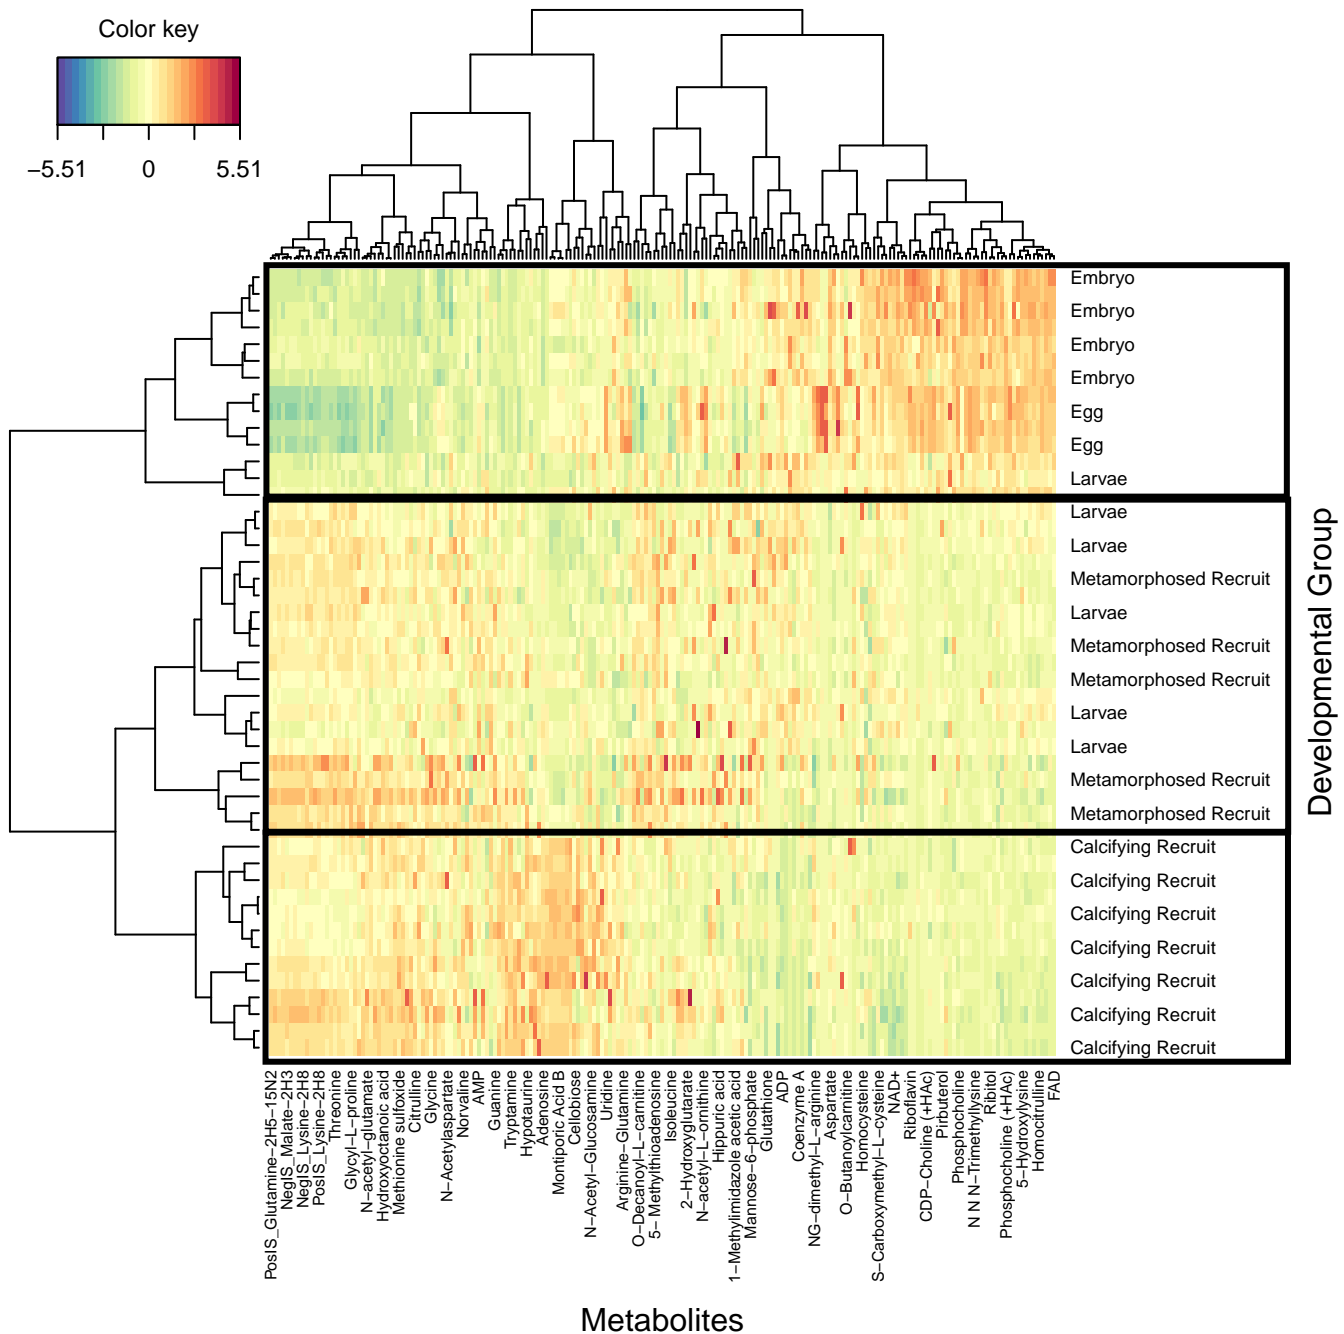 Color key
−5.51 0 5.51
Embryo
Embryo
Embryo
Embryo
Egg
Egg
Larvae
Larvae
Larvae
Metamorphosed Recruit
Larvae
Metamorphosed Recruit
Metamorphosed Recruit
Larvae
Larvae
Metamorphosed Recruit
Metamorphosed Recruit
Calcifying Recruit
Calcifying Recruit
Calcifying Recruit
Calcifying Recruit
Calcifying Recruit
Calcifying Recruit
Calcifying Recruit
Developmental Group
PosIS_Glutamine−2H5−15N2
NegIS_Malate−2H3
NegIS_Lysine−2H8
PosIS_Lysine−2H8
Threonine
Glycyl−L−proline
N−acetyl−glutamate
Hydroxyoctanoic acid
Methionine sulfoxide
Citrulline
Glycine
N−Acetylaspartate
Norvaline
AMP
Guanine
Tryptamine
Hypotaurine
Adenosine
Montiporic Acid B
Cellobiose
N−Acetyl−Glucosamine
Uridine
Arginine−Glutamine
O−Decanoyl−L−carnitine
5− Methylthioadenosine
Isoleucine
2−Hydroxyglutarate
N−acetyl−L−ornithine
Hippuric acid
1−Methylimidazole acetic acid
Mannose−6−phosphate
Glutathione
ADP
Coenzyme A
NG−dimethyl−L−arginine
Aspartate
O−Butanoylcarnitine
Homocysteine
S−Carboxymethyl−L−cysteine
NAD+
Riboflavin
CDP−Choline (+HAc)
Pirbuterol
Phosphocholine
N N N−Trimethyllysine
Ribitol
Phosphocholine (+HAc)
5−Hydroxylysine
Homocitrulline
FAD
Metabolites